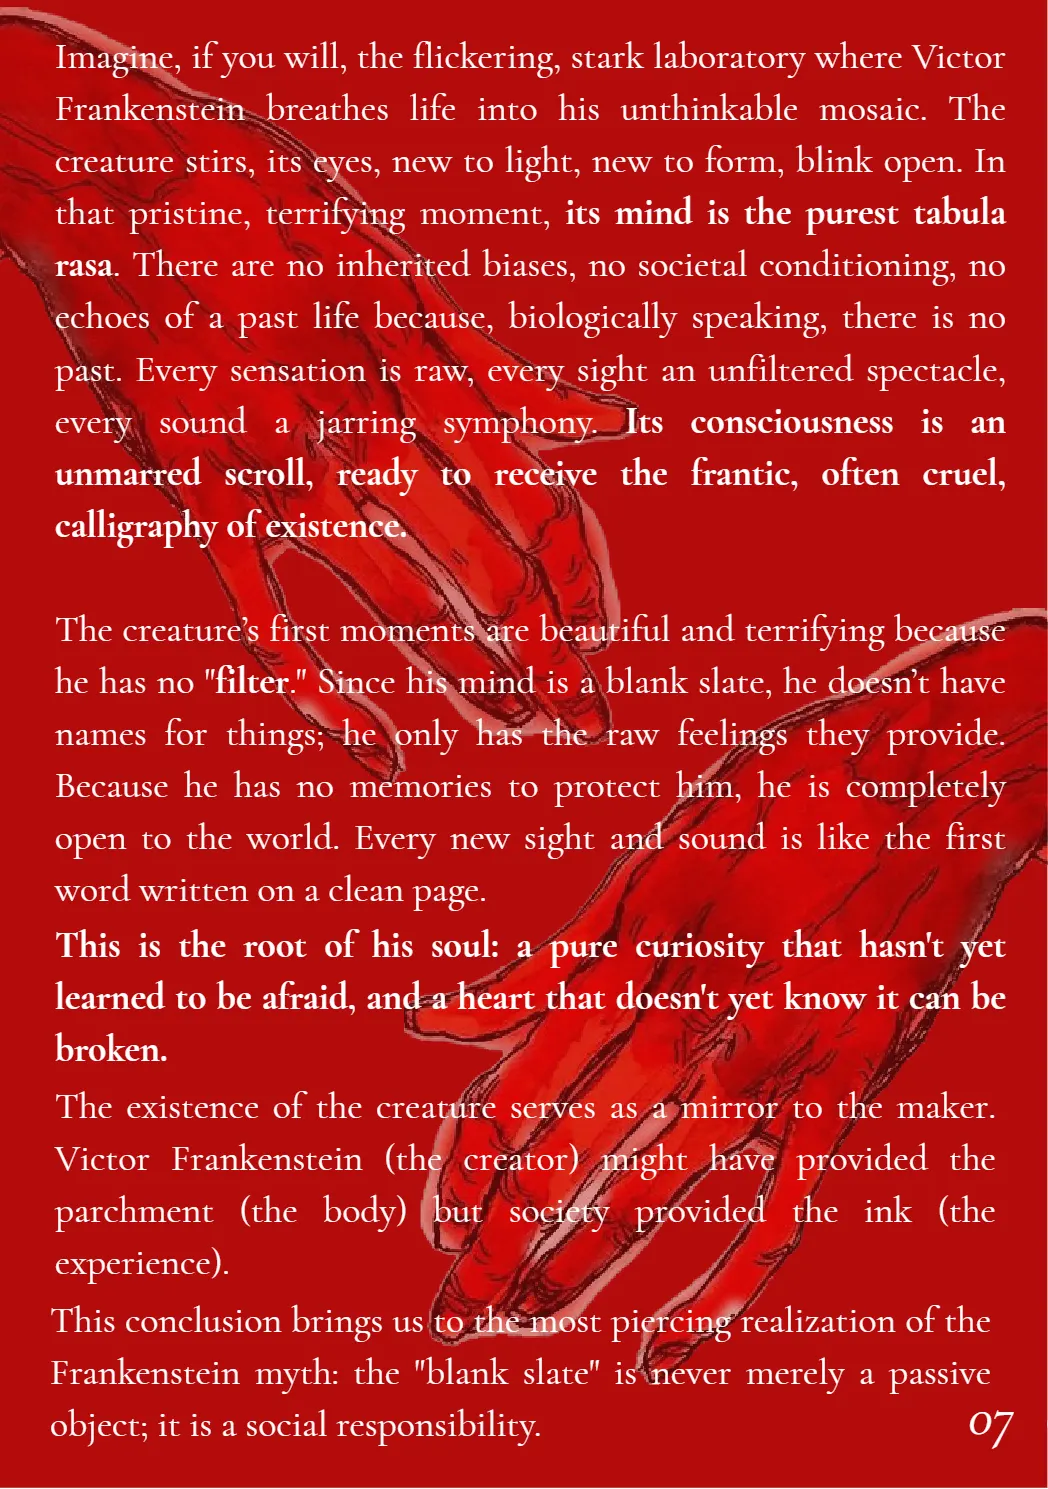 Imagine, if you will, the flickering, stark laboratory where Victor
Frankenstein breathes life into his unthinkable mosaic. The
creature stirs, its eyes, new to light, new to form, blink open. In
that pristine, terrifying moment, its mind is the purest tabula
rasa. There are no inherited biases, no societal conditioning, no
echoes of a past life because, biologically speaking, there is no
past. Every sensation is raw, every sight an unfiltered spectacle,
every sound a jarring symphony. Its consciousness is an
unmarred scroll, ready to receive the frantic, often cruel,
calligraphy of existence.
The creature’s first moments are beautiful and terrifying because
he has no "filter." Since his mind is a blank slate, he doesn’t have
names for things; he only has the raw feelings they provide.
Because he has no memories to protect him, he is completely
open to the world. Every new sight and sound is like the first
word written on a clean page.
This is the root of his soul: a pure curiosity that hasn't yet
learned to be afraid, and a heart that doesn't yet know it can be
broken.
The existence of the creature serves as a mirror to the maker.
Victor Frankenstein (the creator) might have provided the
parchment (the body) but society provided the ink (the
experience).
This conclusion brings us to the most piercing realization of the
Frankenstein myth: the "blank slate" is never merely a passive
object; it is a social responsibility.
07